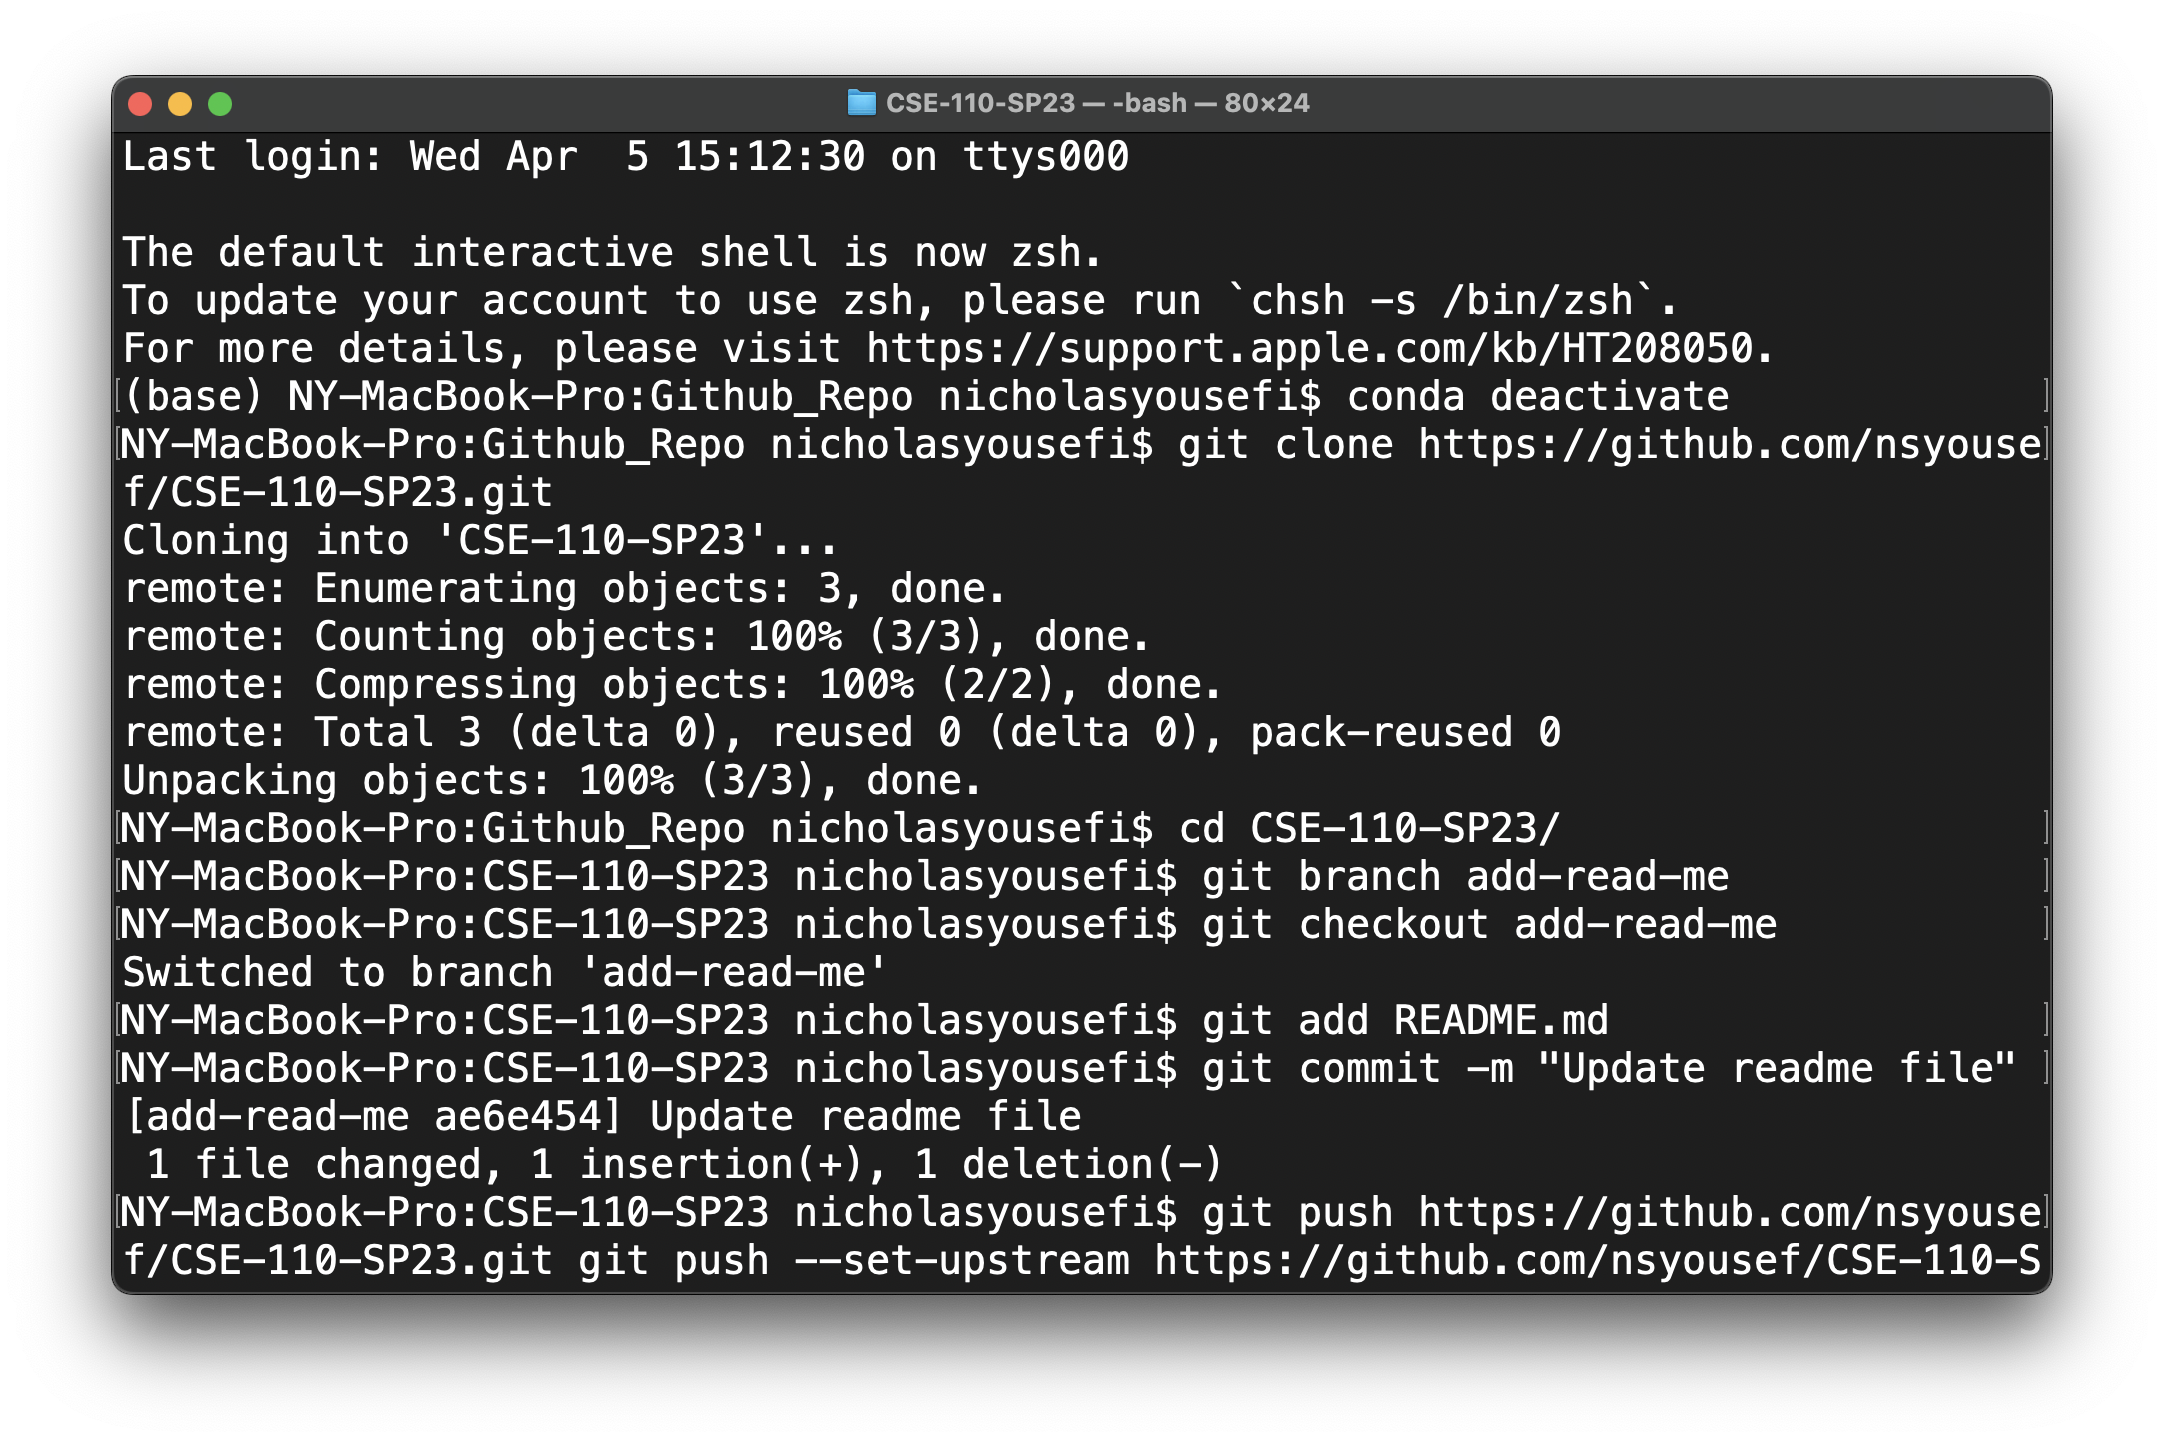 CSE-110-SP23 — -bash — 80×24
Last login: Wed Apr  5 15:12:30 on ttys000
The default interactive shell is now zsh.
To update your account to use zsh, please run `chsh -s /bin/zsh`.
For more details, please visit https://support.apple.com/kb/HT208050.
(base) NY-MacBook-Pro:Github_Repo nicholasyousefi$ conda deactivate
NY-MacBook-Pro:Github_Repo nicholasyousefi$ git clone https://github.com/nsyouse
f/CSE-110-SP23.git
Cloning into 'CSE-110-SP23'...
remote: Enumerating objects: 3, done.
remote: Counting objects: 100% (3/3), done.
remote: Compressing objects: 100% (2/2), done.
remote: Total 3 (delta 0), reused 0 (delta 0), pack-reused 0
Unpacking objects: 100% (3/3), done.
NY-MacBook-Pro:Github_Repo nicholasyousefi$ cd CSE-110-SP23/
NY-MacBook-Pro:CSE-110-SP23 nicholasyousefi$ git branch add-read-me
NY-MacBook-Pro:CSE-110-SP23 nicholasyousefi$ git checkout add-read-me
Switched to branch 'add-read-me'
NY-MacBook-Pro:CSE-110-SP23 nicholasyousefi$ git add README.md
NY-MacBook-Pro:CSE-110-SP23 nicholasyousefi$ git commit -m "Update readme file"
[add-read-me ae6e454] Update readme file
 1 file changed, 1 insertion(+), 1 deletion(-)
NY-MacBook-Pro:CSE-110-SP23 nicholasyousefi$ git push https://github.com/nsyouse
f/CSE-110-SP23.git git push --set-upstream https://github.com/nsyousef/CSE-110-S